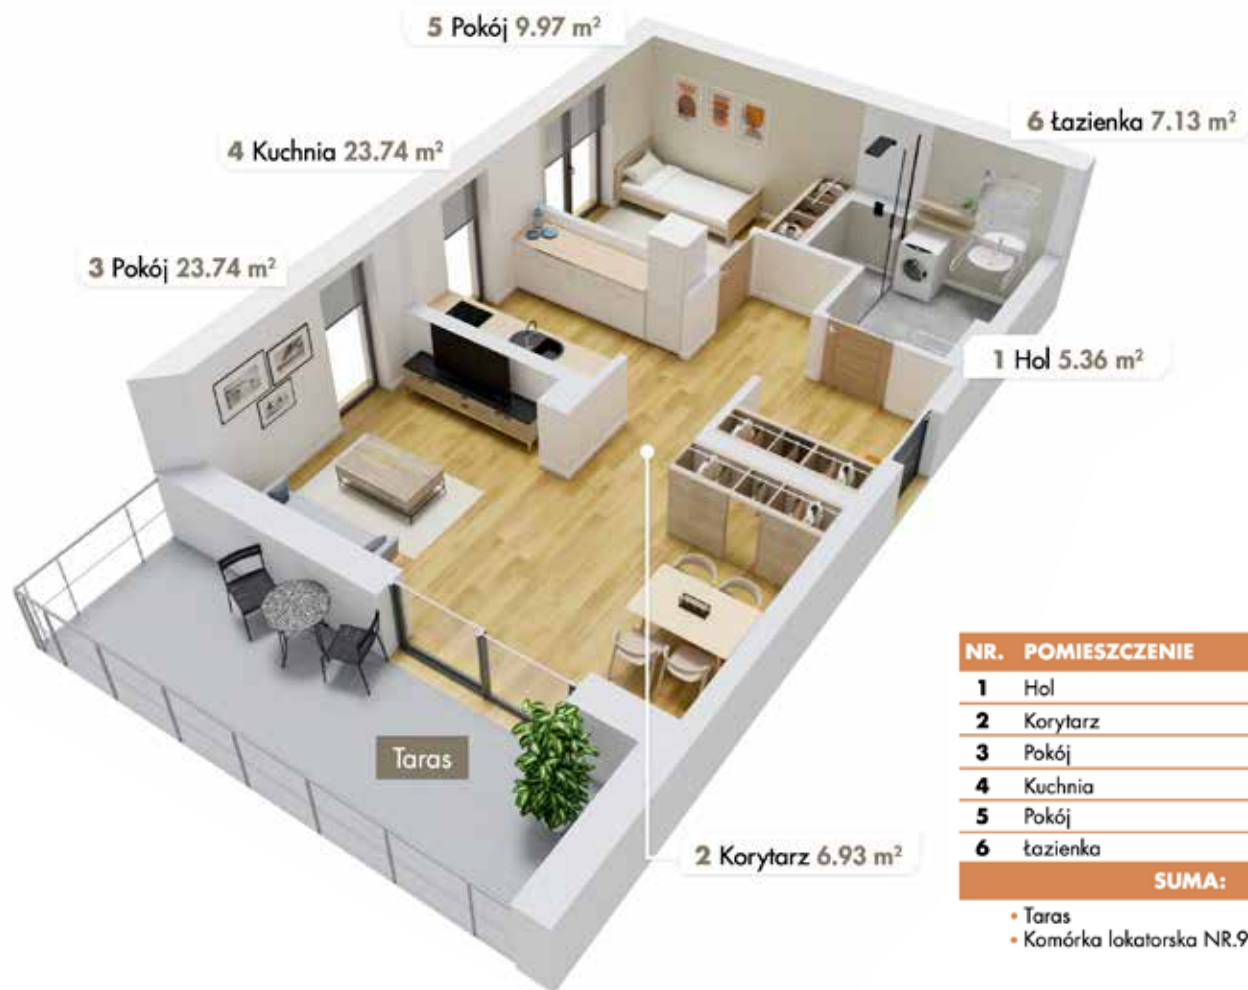 5 Pokój 9.97 m²
6 Łazienka 7.13 m²
4 Kuchnia 23.74 m²
3 Pokój 23.74 m²
1 Hol 5.36 m²
NR. POMIESZCZENIE
1 Hol
2 Korytarz
3 Pokój
4 Kuchnia
5 Pokój
6 Łazienka
SUMA:
• Taras
• Komórka lokatorska NR.9
Taras
2 Korytarz 6.93 m²